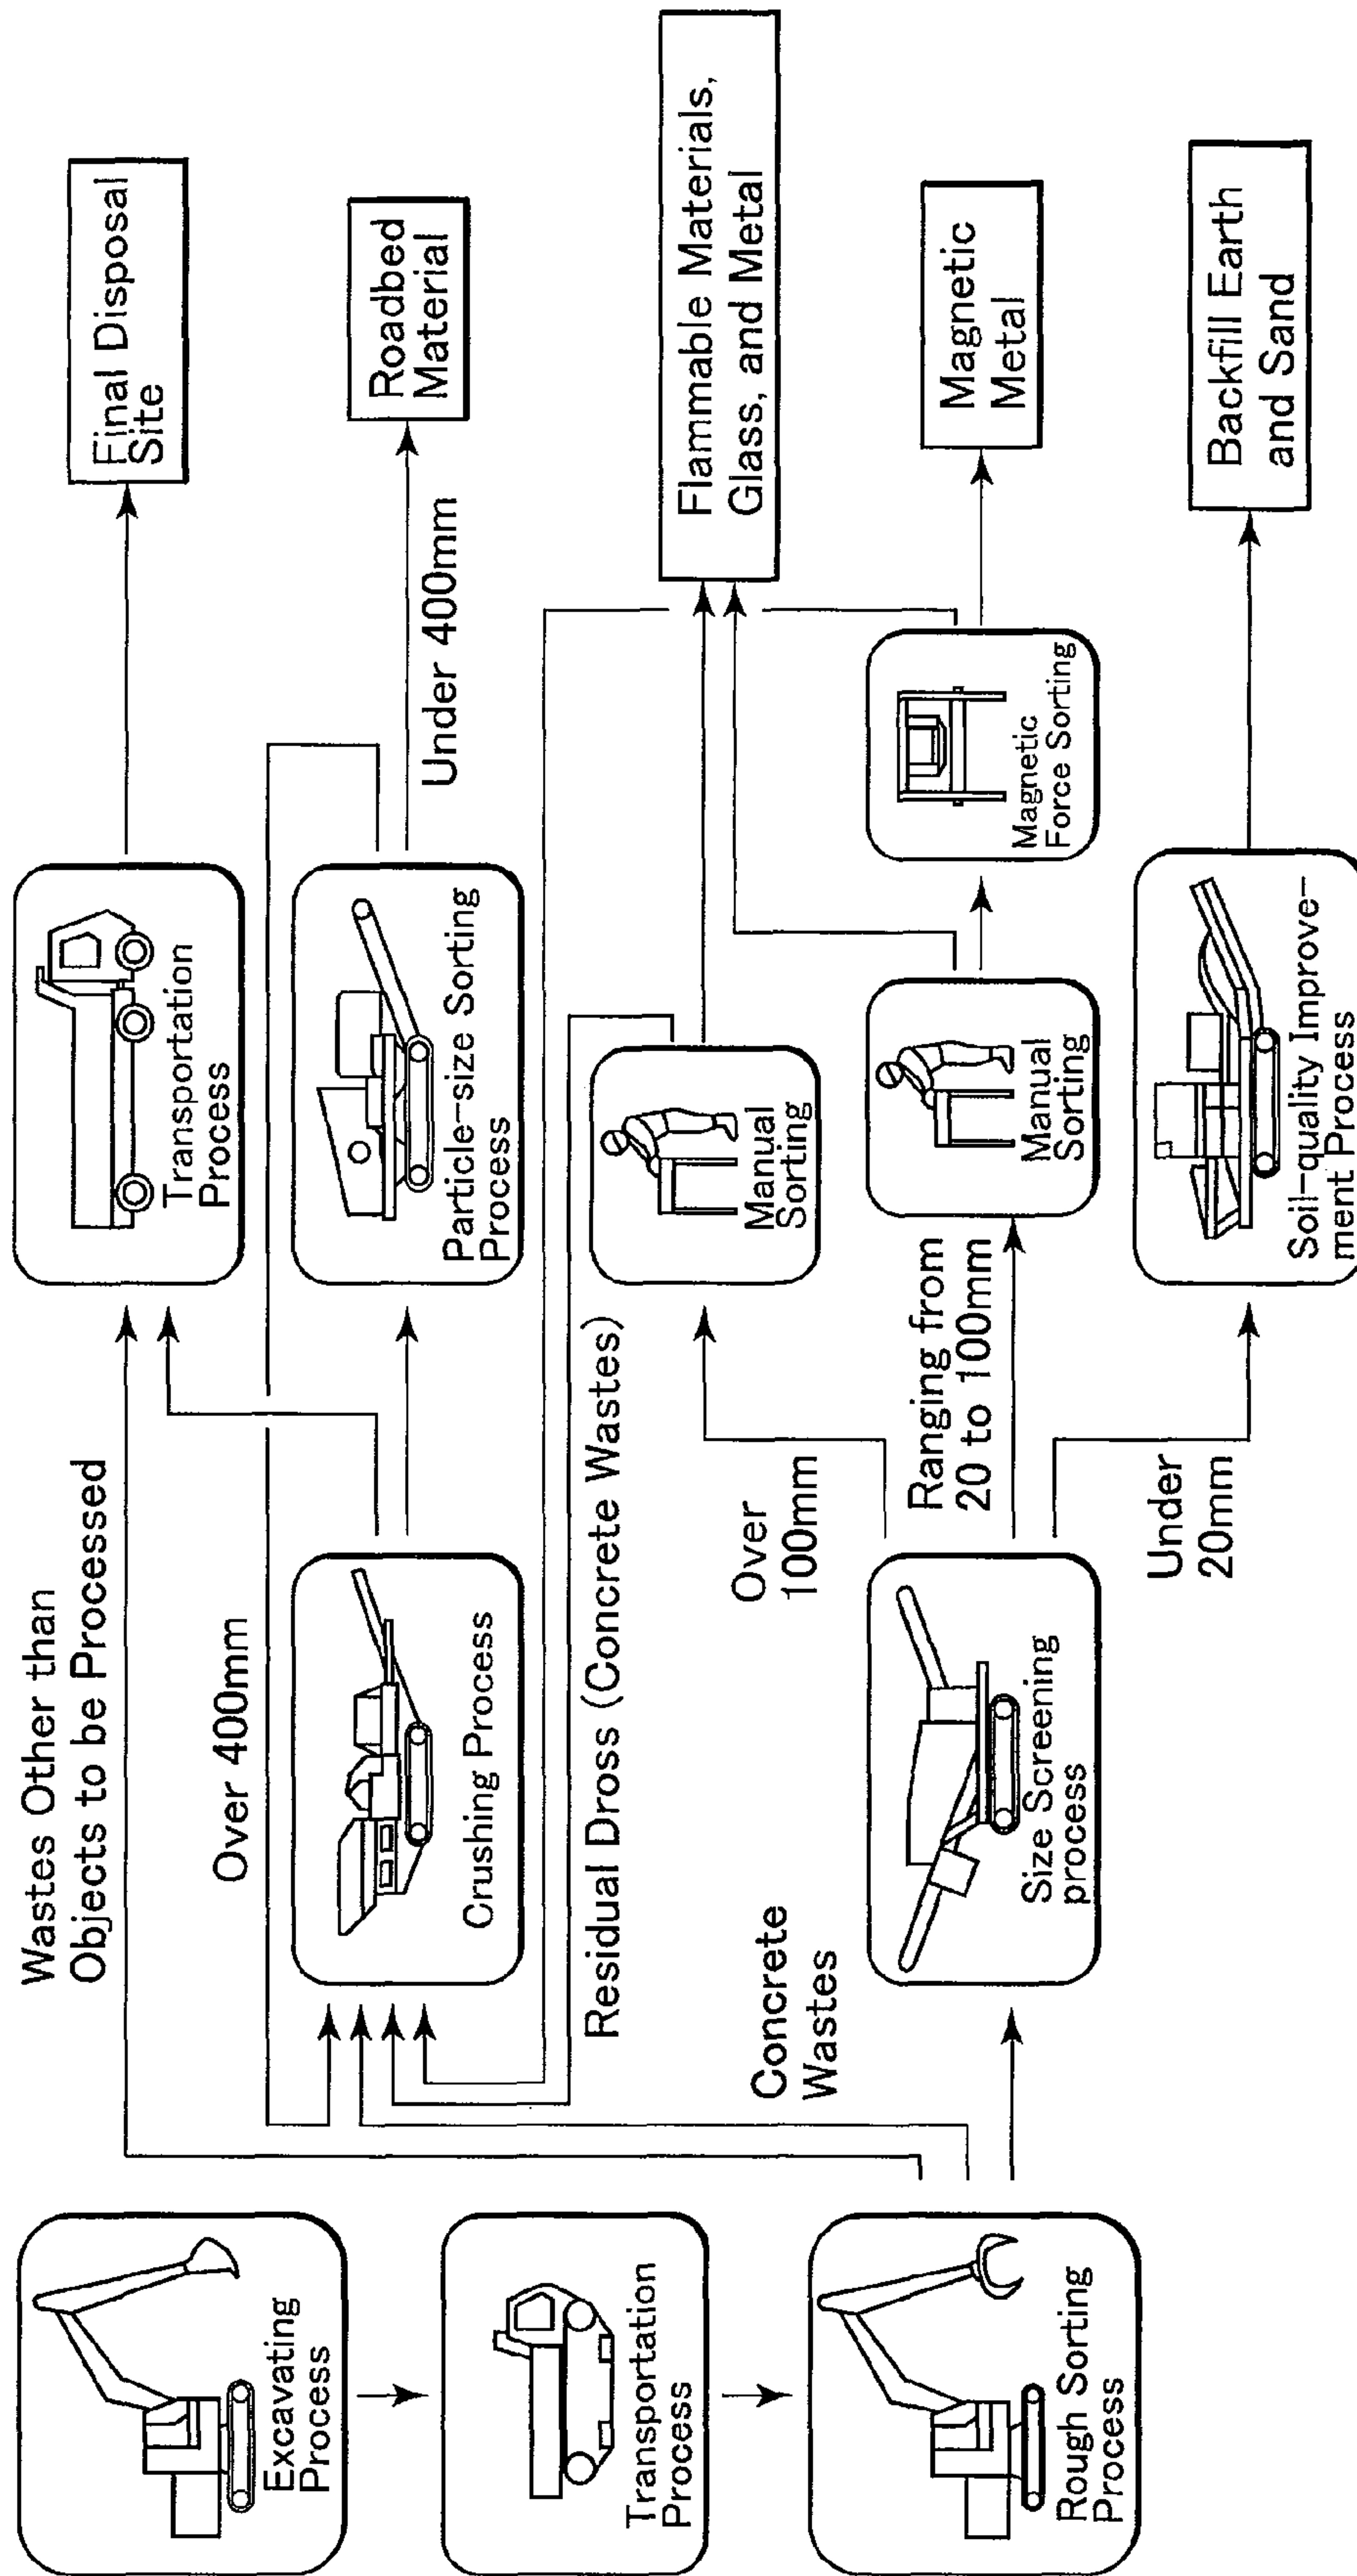 Excavating
Process
Transportation
Process
Rough Sorting
Process
Wastes Other than
Objects to be Processed
Over 400mm
Crushing Process
Residual Dross (Concrete Wastes)
Concrete
Wastes
Size Screening
process
Over
100mm
Ranging from
20 to 100mm
Under
20mm
Transportation
Process
Particle-size Sorting
Process
Manual
Sorting
Manual
Sorting
Soil-quality Improve-
ment Process
Under 400mm
Magnetic
Force Sorting
Final Disposal
Site
Roadbed
Material
Flammable Materials,
Glass, and Metal
Magnetic
Metal
Backfill Earth
and Sand